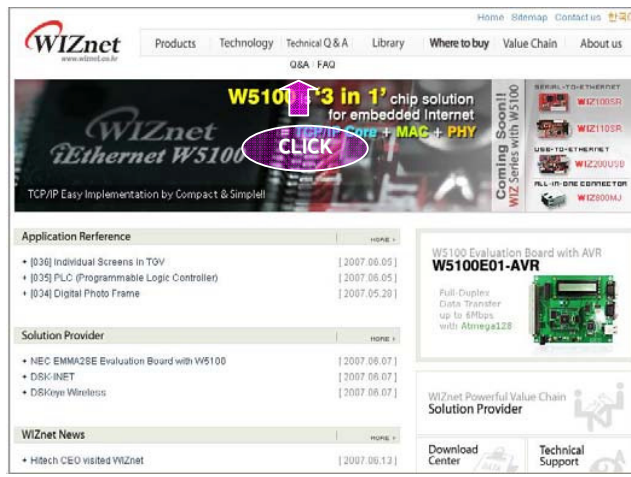 Home Sitemap Contact us 한국어
WIZnet
www.wiznet.co.kr
Products Technology Technical Q & A Library Where to buy Value Chain About us
Q&A FAQ
W5100 is '3 in 1' chip solution
for embedded Internet
= TCP/IP Core + MAC + PHY
CLICK
WIZnet
iEthernet W5100
TCP/IP Easy Implementation by Compact & Simple!!
Coming Soon!!
WIZ Series with W5100
SERIAL-TO-ETHERNET
WIZ100SR
WIZ110SR
USB-TO-ETHERNET
WIZ200USB
ALL-IN-ONE CONNECTOR
WIZ800MJ
Application Rerference
MORE
[036] Individual Screens in TGV [2007.06.05]
[035] PLC (Programmable Logic Controller) [2007.06.05]
[034] Digital Photo Frame [2007.05.28]
Solution Provider
MORE
NEC EMMA2SE Evaluation Board with W5100 [2007.06.07]
DSK-INET [2007.06.07]
DSKeye Wireless [2007.06.07]
WIZnet News
MORE
Hitech CEO visited WIZnet [2007.06.13]
W5100 Evaluation Board with AVR
W5100E01-AVR
Full-Duplex
Data Transfer
up to 6Mbps
with Atmega128
WIZnet Powerful Value Chain
Solution Provider
Download
Center
DATA
Technical
Support